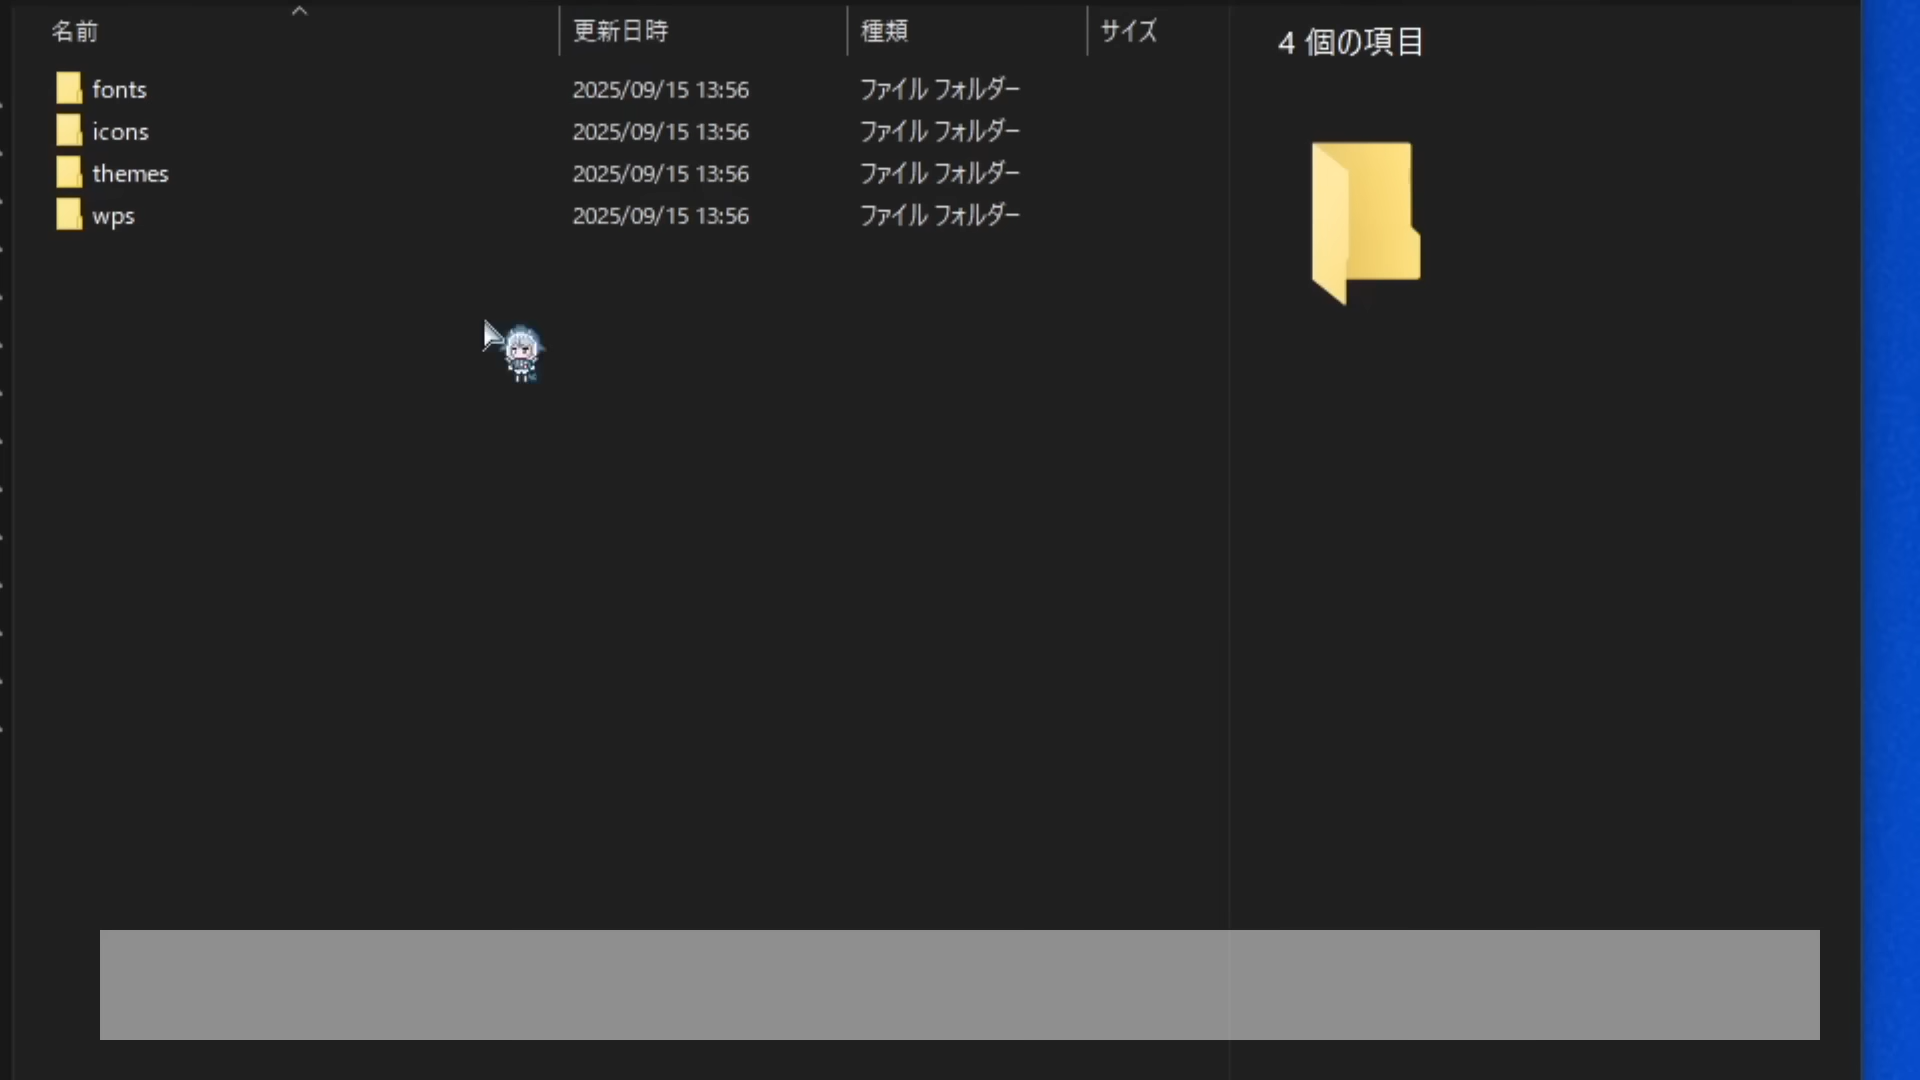 名前 更新日時 種類 サイズ 4 個の項目
fonts 2025/09/15 13:56 ファイル フォルダー
icons 2025/09/15 13:56 ファイル フォルダー
themes 2025/09/15 13:56 ファイル フォルダー
wps 2025/09/15 13:56 ファイル フォルダー